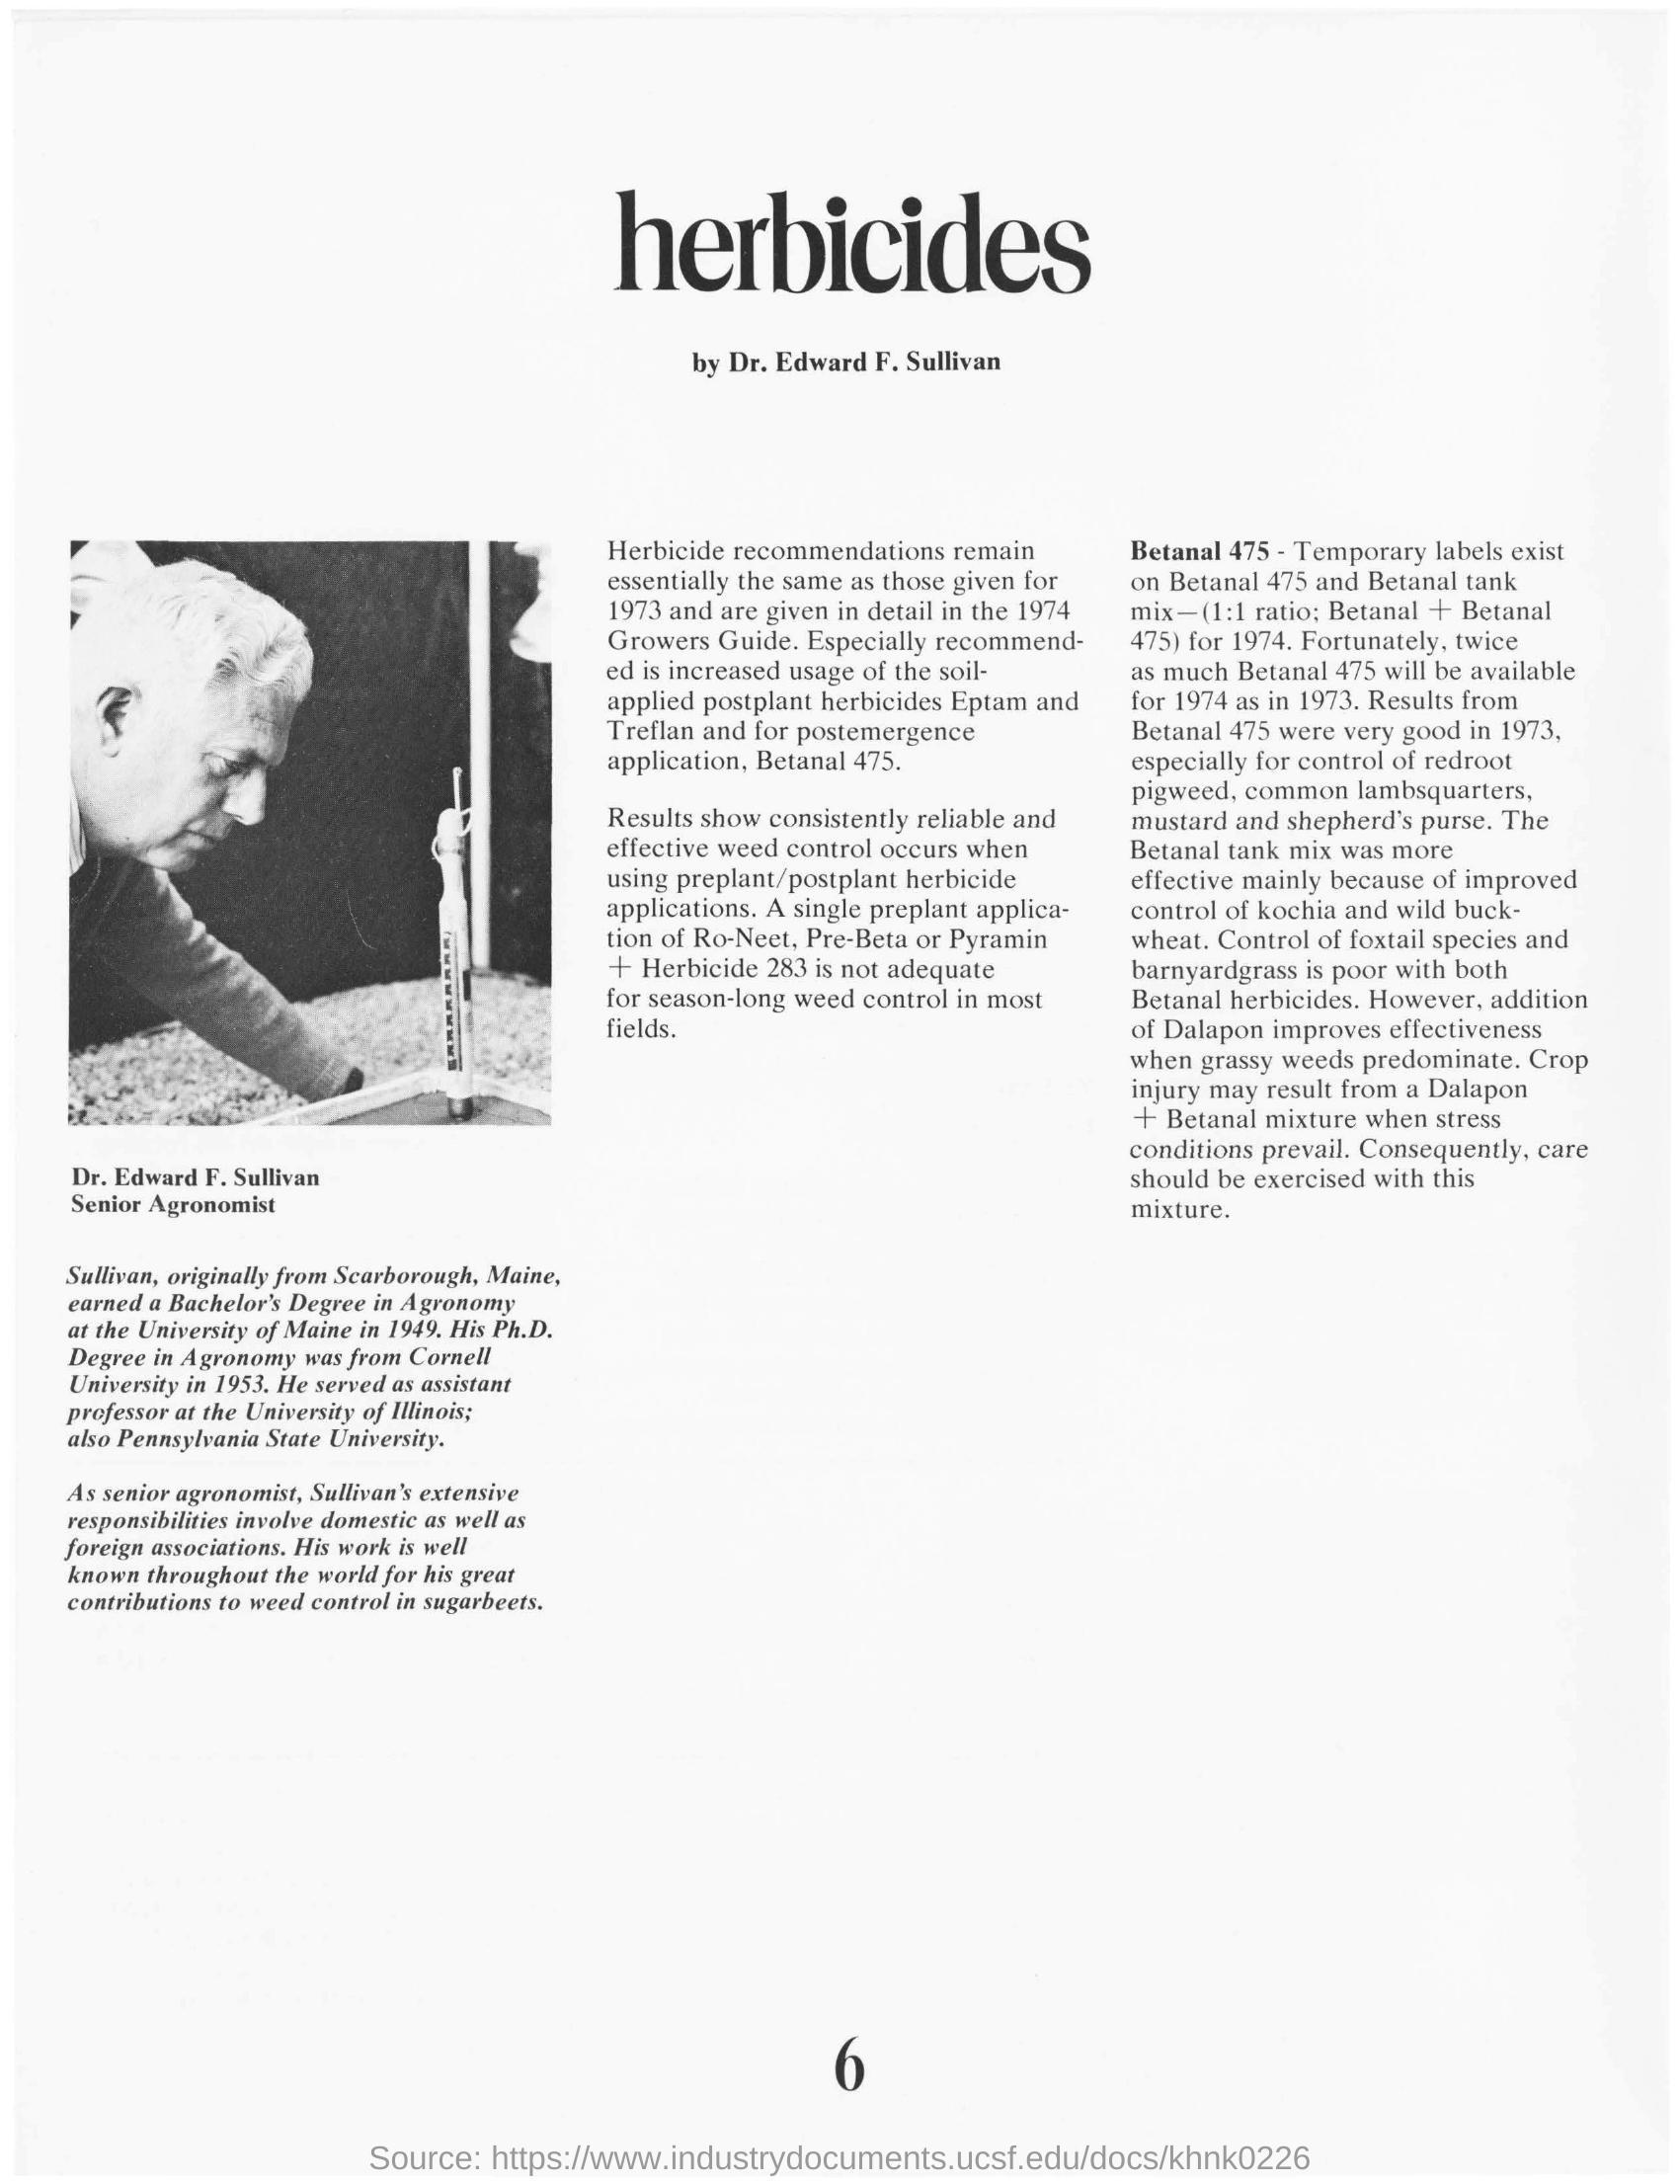 herbicides
by Dr. Edward F. Sullivan
Dr. Edward F. Sullivan
Senior Agronomist
Sullivan, originally from Scarborough, Maine,
earned a Bachelor's Degree in Agronomy
at the University of Maine in 1949. His Ph.D.
Degree in Agronomy was from Cornell
University in 1953. He served as assistant
professor at the University of Illinois;
also Pennsylvania State University.
As senior agronomist, Sullivan's extensive
responsibilities involve domestic as well as
foreign associations. His work is well
known throughout the world for his great
contributions to weed control in sugarbeets.
Herbicide recommendations remain
essentially the same as those given for
1973 and are given in detail in the 1974
Growers Guide. Especially recommend-
ed is increased usage of the soil-
applied postplant herbicides Eptam and
Treflan and for postemergence
application, Betanal 475.
Results show consistently reliable and
effective weed control occurs when
using preplant/postplant herbicide
applications. A single preplant applica-
tion of Ro-Neet, Pre-Beta or Pyramin
+ Herbicide 283 is not adequate
for season-long weed control in most
fields.
Betanal 475 - Temporary labels exist
on Betanal 475 and Betanal tank
mix—(1:1 ratio; Betanal + Betanal
475) for 1974. Fortunately, twice
as much Betanal 475 will be available
for 1974 as in 1973. Results from
Betanal 475 were very good in 1973,
especially for control of redroot
pigweed, common lambsquarters,
mustard and shepherd's purse. The
Betanal tank mix was more
effective mainly because of improved
control of kochia and wild buck-
wheat. Control of foxtail species and
barnyardgrass is poor with both
Betanal herbicides. However, addition
of Dalapon improves effectiveness
when grassy weeds predominate. Crop
injury may result from a Dalapon
+ Betanal mixture when stress
conditions prevail. Consequently, care
should be exercised with this
mixture.
6
Source: https://www.industrydocuments.ucsf.edu/docs/khnk0226